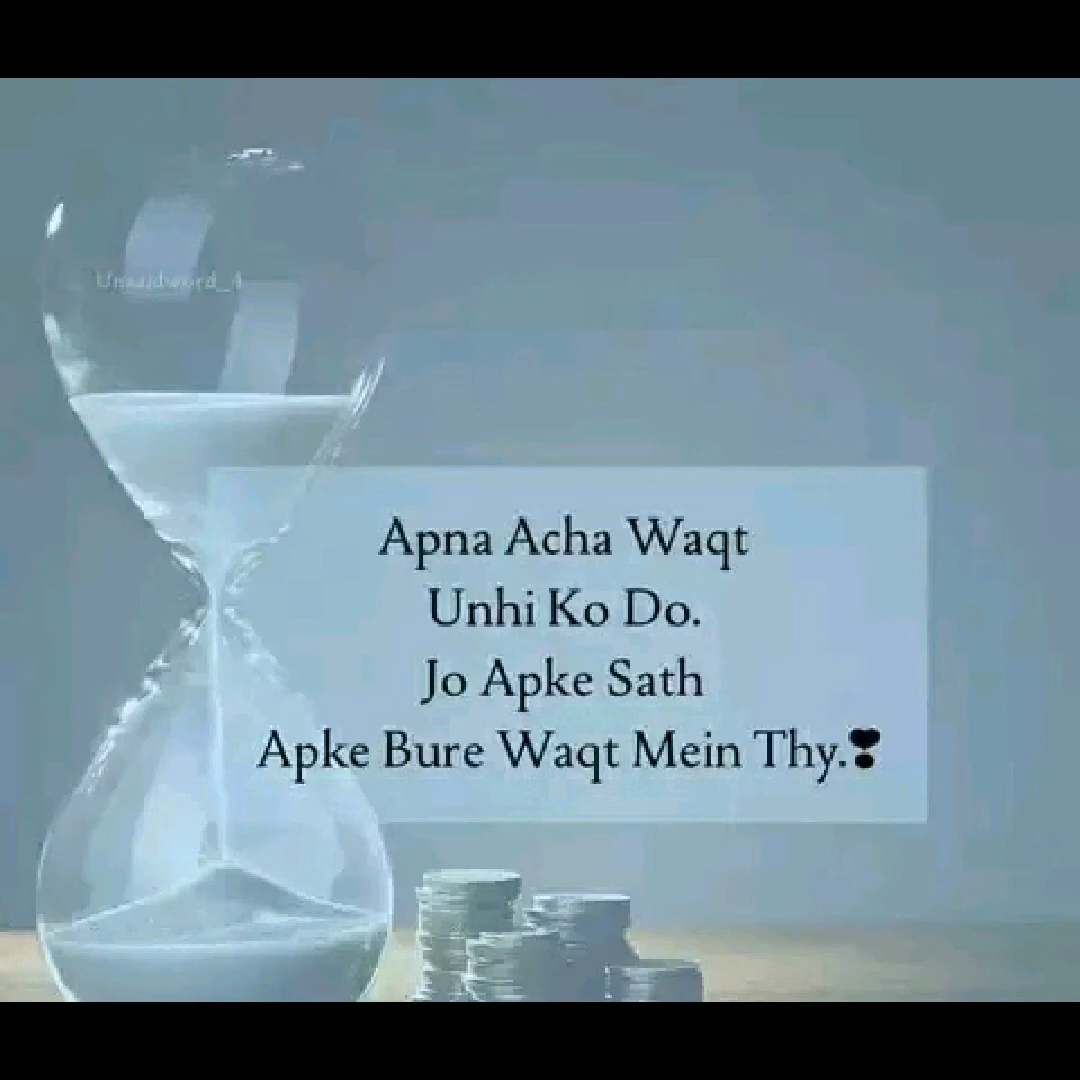 Apna Acha Waqt
Unhi Ko Do.
Jo Apke Sath
Apke Bure Waqt Mein Thy.❣